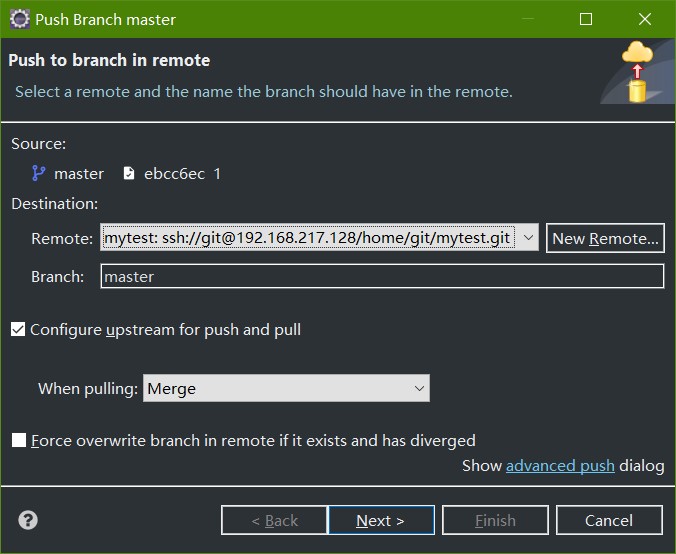 Push Branch master
Push to branch in remote
Select a remote and the name the branch should have in the remote.
Source:
master ebcc6ec 1
Destination:
Remote: mytest: ssh://git@192.168.217.128/home/git/mytest.git New Remote...
Branch: master
Configure upstream for push and pull
When pulling: Merge
Force overwrite branch in remote if it exists and has diverged
Show advanced push dialog
? < Back Next > Finish Cancel